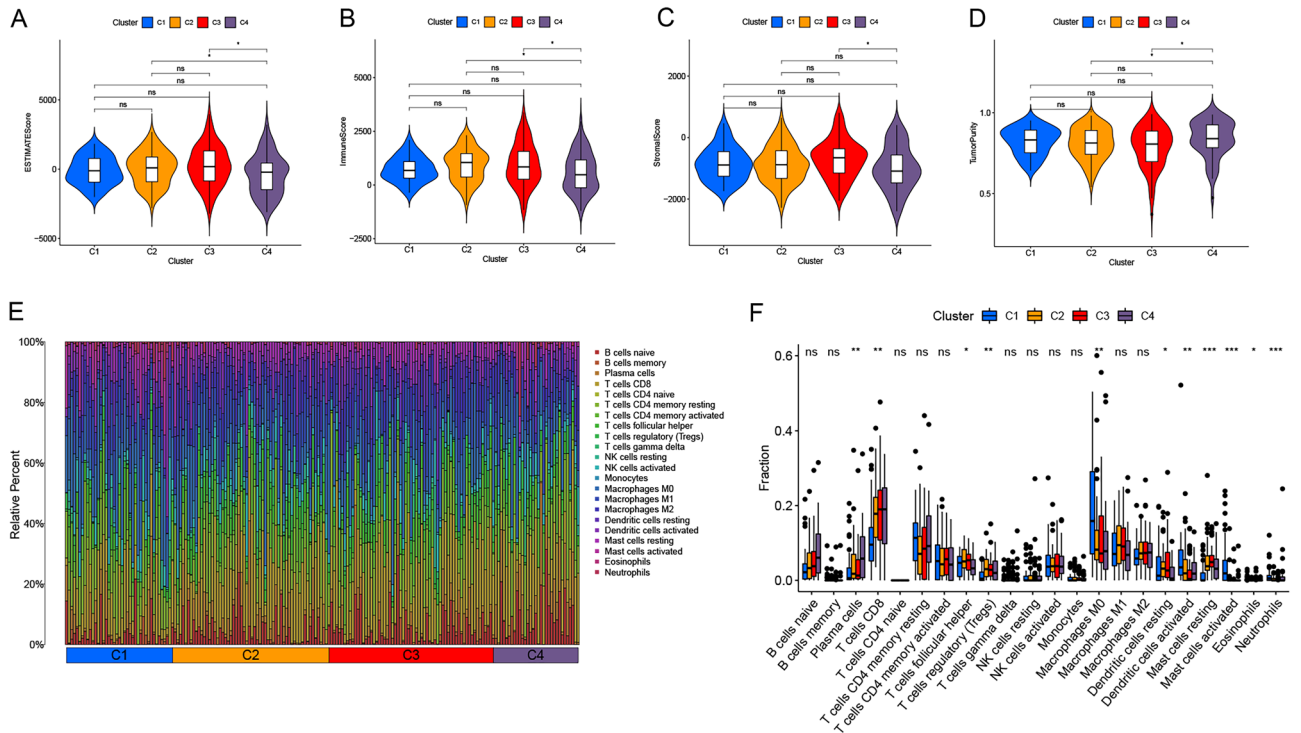 A
Cluster C1 C2 C3 C4
*
*
ns
ns
ns
ns
ESTIMATEScore
5000
0
−5000
C1 C2 C3 C4
Cluster
B
Cluster C1 C2 C3 C4
*
*
ns
ns
ns
ns
ImmuneScore
5000
2500
0
−2500
C1 C2 C3 C4
Cluster
C
Cluster C1 C2 C3 C4
*
ns
ns
ns
ns
ns
StromalScore
2000
0
−2000
C1 C2 C3 C4
Cluster
D
Cluster C1 C2 C3 C4
*
*
ns
ns
ns
ns
TumorPurity
1.0
0.5
C1 C2 C3 C4
Cluster
E
Relative Percent
100%
80%
60%
40%
20%
0%
C1 C2 C3 C4
B cells naive
B cells memory
Plasma cells
T cells CD8
T cells CD4 naive
T cells CD4 memory resting
T cells CD4 memory activated
T cells follicular helper
T cells regulatory (Tregs)
T cells gamma delta
NK cells resting
NK cells activated
Monocytes
Macrophages M0
Macrophages M1
Macrophages M2
Dendritic cells resting
Dendritic cells activated
Mast cells resting
Mast cells activated
Eosinophils
Neutrophils
F
Cluster C1 C2 C3 C4
ns ns ** ** ns ns ns * ** ns ns ns ns ** ns ns * ** *** *** * ***
Fraction
0.6
0.4
0.2
0.0
B cells naive
B cells memory
Plasma cells
T cells CD8
T cells CD4 naive
T cells CD4 memory resting
T cells CD4 memory activated
T cells follicular helper
T cells regulatory (Tregs)
T cells gamma delta
NK cells resting
NK cells activated
Monocytes
Macrophages M0
Macrophages M1
Macrophages M2
Dendritic cells resting
Dendritic cells activated
Mast cells resting
Mast cells activated
Eosinophils
Neutrophils